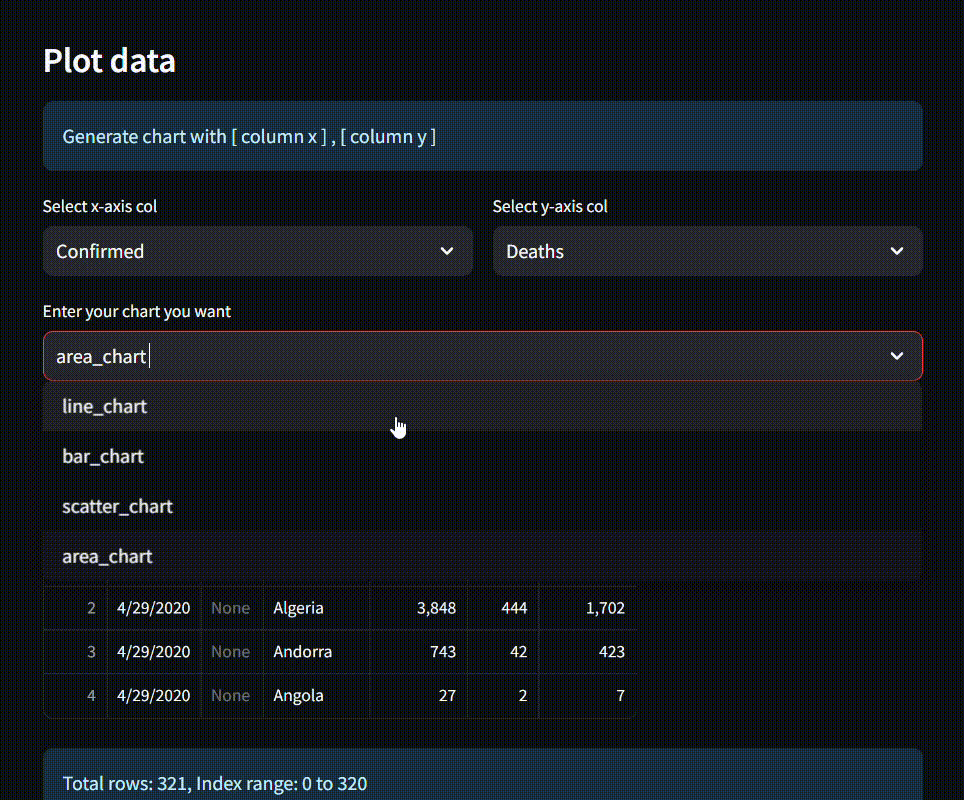 Plot data
Generate chart with [ column x ] , [ column y ]
Select x-axis col Select y-axis col
Confirmed Deaths
Enter your chart you want
area_chart
line_chart
bar_chart
scatter_chart
area_chart
2 4/29/2020 None Algeria 3,848 444 1,702
3 4/29/2020 None Andorra 743 42 423
4 4/29/2020 None Angola 27 2 7
Total rows: 321, Index range: 0 to 320